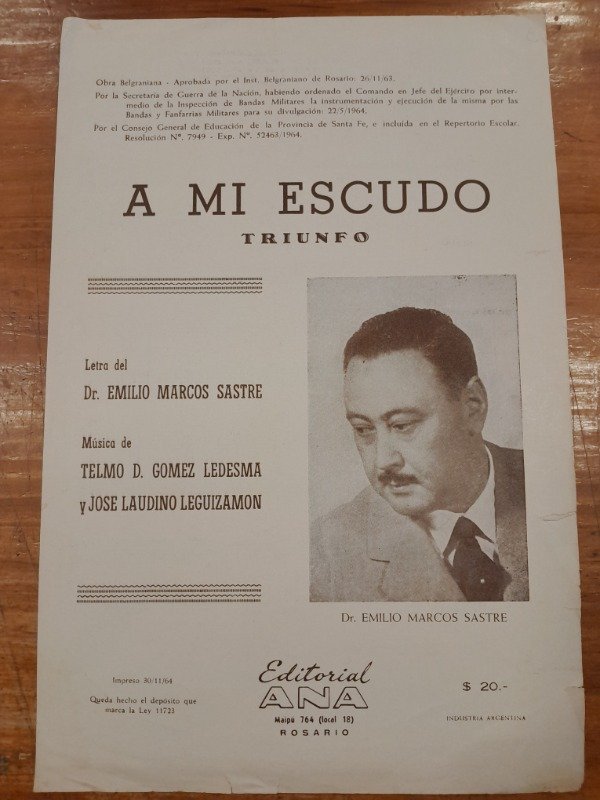 Obra Belgraniana - Aprobada por el Inst. Belgraniano de Rosario: 26/11/63.
Por la Secretaría de Guerra de la Nación, habiendo ordenado el Comando en Jefe del Ejército por inter-
medio de la Inspección de Bandas Militares la instrumentación y ejecución de la misma por las
Bandas y Fanfarrias Militares para su divulgación: 22/5/1964.
Por el Consejo General de Educación de la Provincia de Santa Fe, e incluída en el Repertorio Escolar.
Resolución Nº. 7949 - Exp. Nº. 52463/1964.
A MI ESCUDO
TRIUNFO
Letra del
Dr. EMILIO MARCOS SASTRE
Música de
TELMO D. GOMEZ LEDESMA
y JOSE LAUDINO LEGUIZAMON
Dr. EMILIO MARCOS SASTRE
Impreso 30/11/64
Queda hecho el depósito que
marca la Ley 11723
Editorial
ANA
Maipú 764 (local 18)
ROSARIO
$ 20.-
INDUSTRIA ARGENTINA